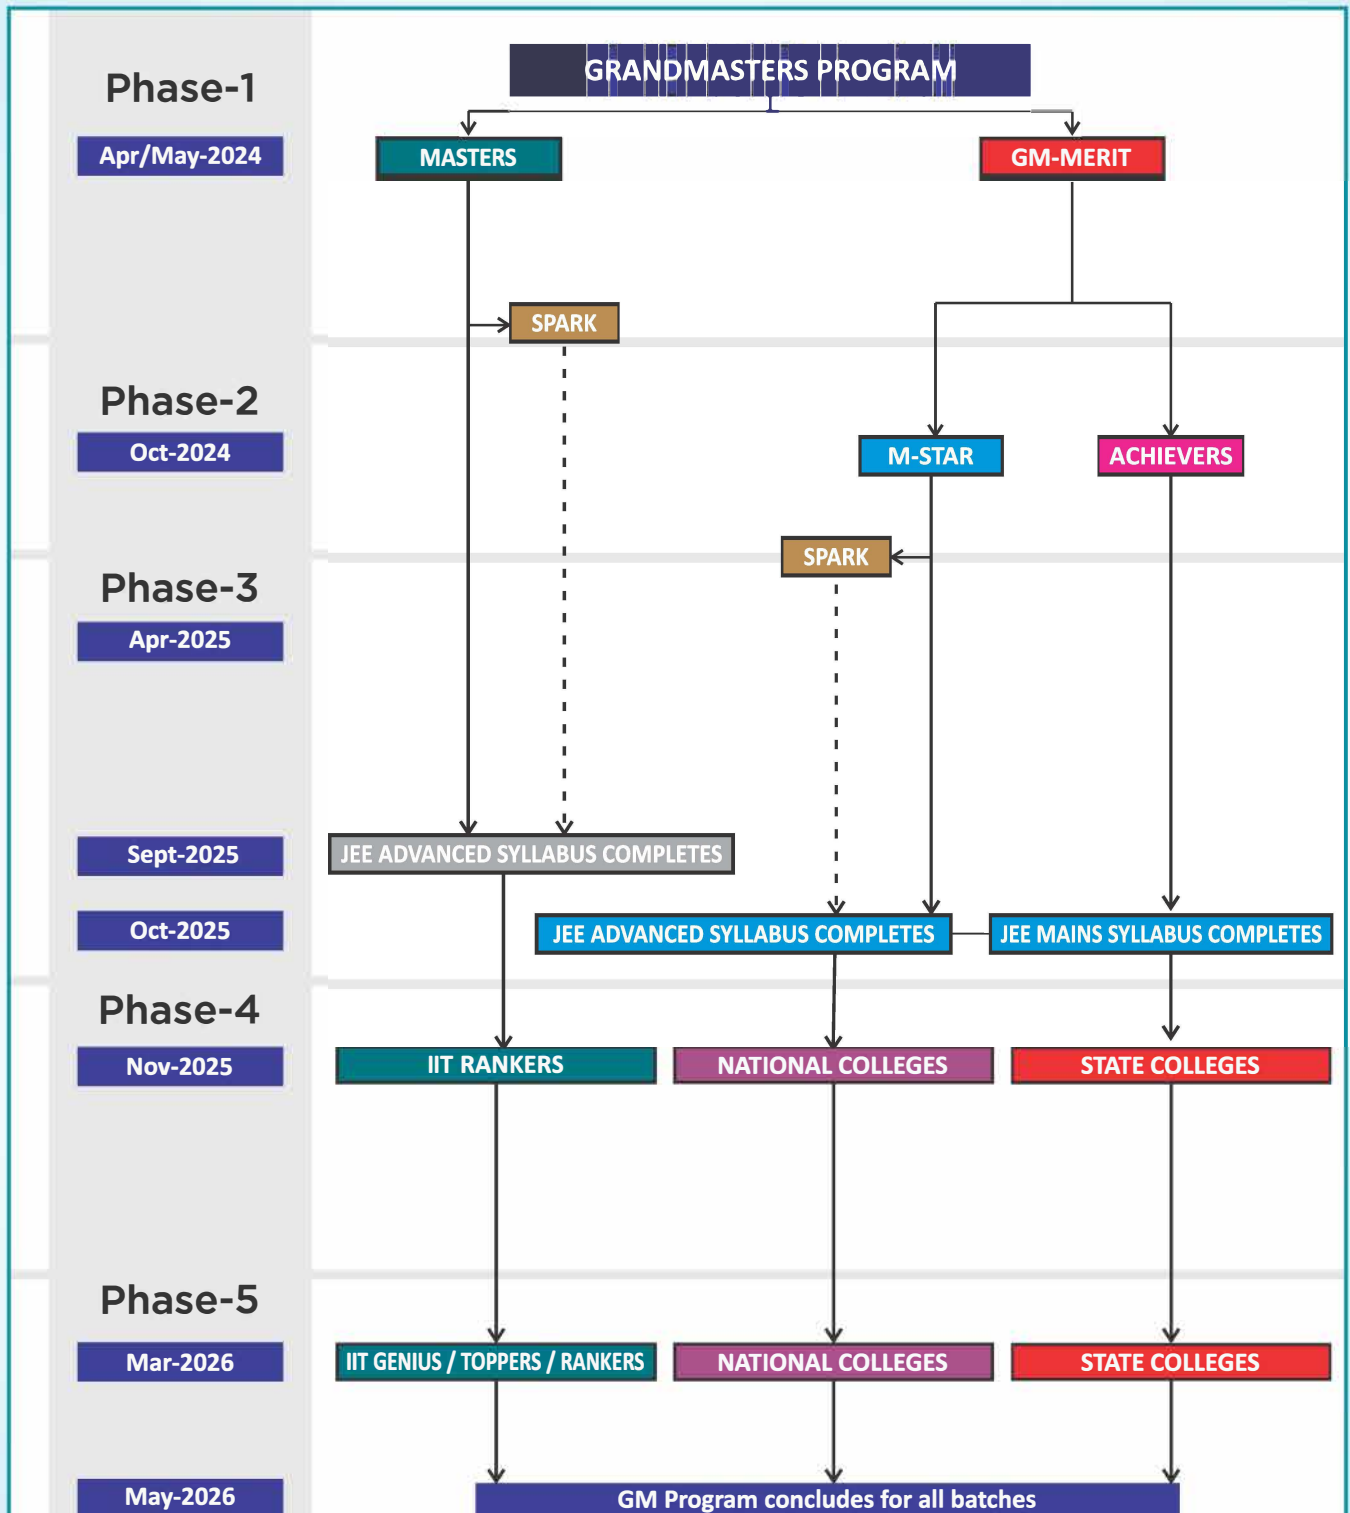 GRANDMASTERS PROGRAM
Phase-1
Apr/May-2024
MASTERS
GM-MERIT
SPARK
Phase-2
Oct-2024
M-STAR
ACHIEVERS
SPARK
Phase-3
Apr-2025
Sept-2025
JEE ADVANCED SYLLABUS COMPLETES
Oct-2025
JEE ADVANCED SYLLABUS COMPLETES
JEE MAINS SYLLABUS COMPLETES
Phase-4
Nov-2025
IIT RANKERS
NATIONAL COLLEGES
STATE COLLEGES
Phase-5
Mar-2026
IIT GENIUS / TOPPERS / RANKERS
NATIONAL COLLEGES
STATE COLLEGES
May-2026
GM Program concludes for all batches